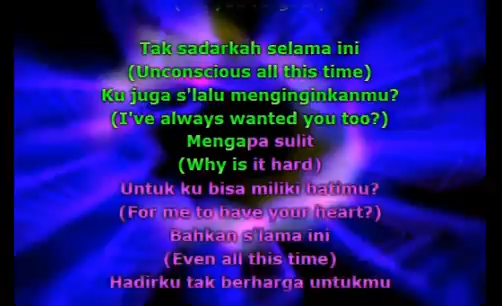 Tak sadarkah selama ini
(Unconscious all this time)
Ku juga s'lalu menginginkanmu?
(I've always wanted you too?)
Mengapa sulit
(Why is it hard)
Untuk ku bisa miliki hatimu?
(For me to have your heart?)
Bahkan s'lama ini
(Even all this time)
Hadirku tak berharga untukmu